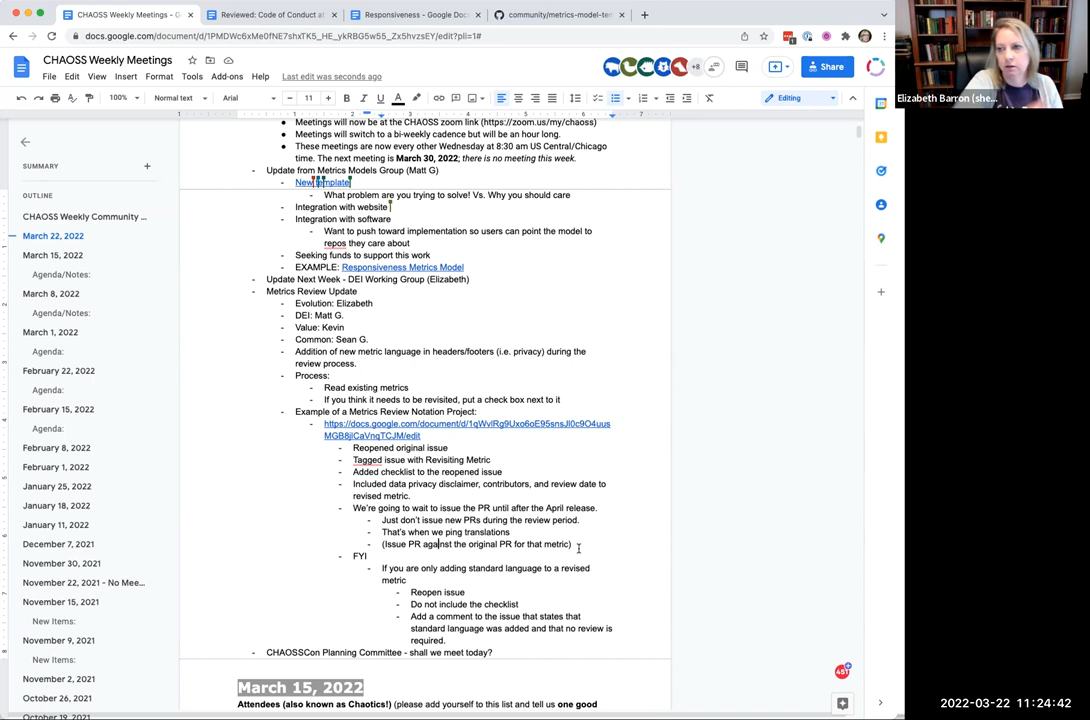 CHAOSS Weekly Meetings - G
Reviewed: Code of Conduct at
Responsiveness - Google Doc
community/metrics-model-tem
docs.google.com/document/d/1PMDWc6xMe0fNE7shxTK5_HE_ykRBG5w55_Zx5hvzsEY/edit?pli=1#
CHAOSS Weekly Meetings
File Edit View Insert Format Tools Add-ons Help Last edit was seconds ago
+8
Share
100% Normal text Arial 11 Editing
Elizabeth Barron (she...
SUMMARY
OUTLINE
CHAOSS Weekly Community ...
March 22, 2022
March 15, 2022
Agenda/Notes:
March 8, 2022
Agenda/Notes:
March 1, 2022
Agenda:
February 22, 2022
Agenda:
February 15, 2022
Agenda:
February 8, 2022
February 1, 2022
January 25, 2022
January 18, 2022
January 11, 2022
December 7, 2021
November 30, 2021
November 22, 2021 - No Mee...
November 15, 2021
New Items:
November 9, 2021
New Items:
November 2, 2021
October 26, 2021
October 19, 2021
● Meetings will now be at the CHAOSS zoom link (https://zoom.us/my/chaoss)
● Meetings will switch to a bi-weekly cadence but will be an hour long.
● These meetings are now every other Wednesday at 8:30 am US Central/Chicago
time. The next meeting is March 30, 2022; there is no meeting this week.
- Update from Metrics Models Group (Matt G)
- New template
- What problem are you trying to solve! Vs. Why you should care
- Integration with website
- Integration with software
- Want to push toward implementation so users can point the model to
repos they care about
- Seeking funds to support this work
- EXAMPLE: Responsiveness Metrics Model
- Update Next Week - DEI Working Group (Elizabeth)
- Metrics Review Update
- Evolution: Elizabeth
- DEI: Matt G.
- Value: Kevin
- Common: Sean G.
- Addition of new metric language in headers/footers (i.e. privacy) during the
review process.
- Process:
- Read existing metrics
- If you think it needs to be revisited, put a check box next to it
- Example of a Metrics Review Notation Project:
- https://docs.google.com/document/d/1qWvlRg9Uxo6oE95snsJl0c9O4uus
MGB8jlCaVnqTCJM/edit
- Reopened original issue
- Tagged issue with Revisiting Metric
- Added checklist to the reopened issue
- Included data privacy disclaimer, contributors, and review date to
revised metric.
- We're going to wait to issue the PR until after the April release.
- Just don't issue new PRs during the review period.
- That's when we ping translations
- (Issue PR against the original PR for that metric)
- FYI
- If you are only adding standard language to a revised
metric
- Reopen issue
- Do not include the checklist
- Add a comment to the issue that states that
standard language was added and that no review is
required.
- CHAOSSCon Planning Committee - shall we meet today?
March 15, 2022
Attendees (also known as Chaotics!) (please add yourself to this list and tell us one good
2022-03-22 11:24:42